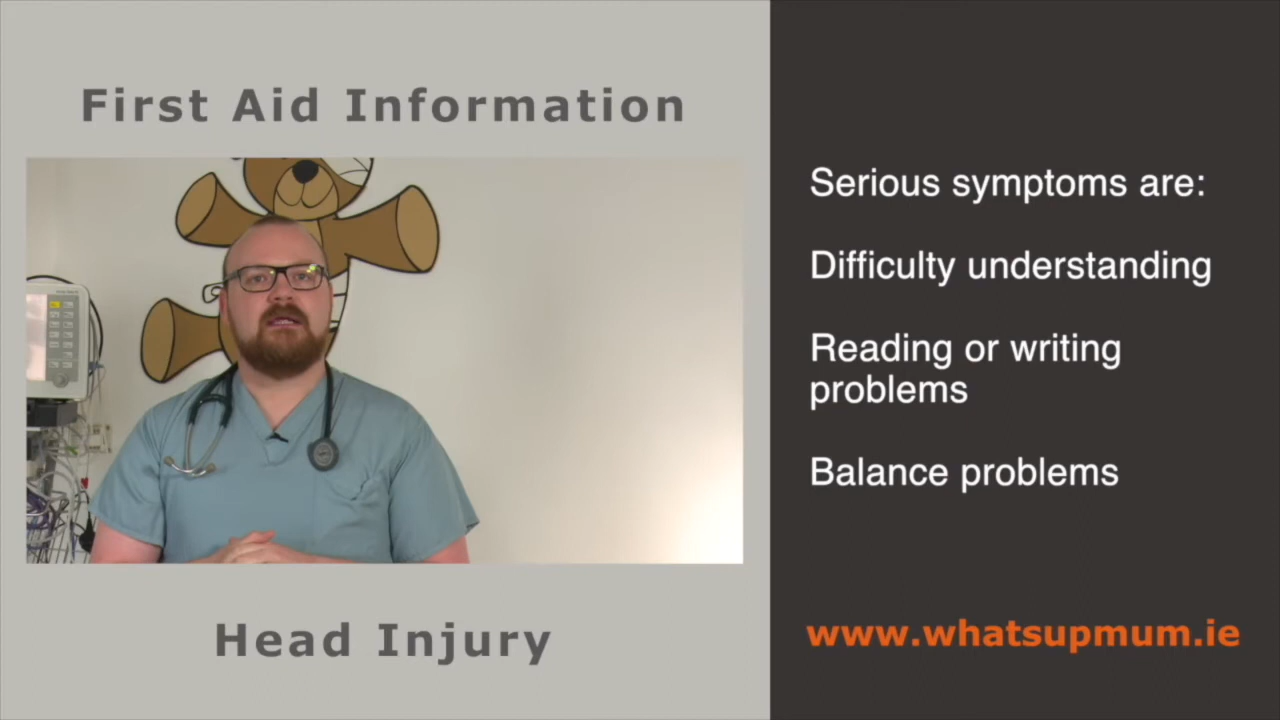 First Aid Information
Serious symptoms are:
Difficulty understanding
Reading or writing
problems
Balance problems
Head Injury
www.whatsupmum.ie